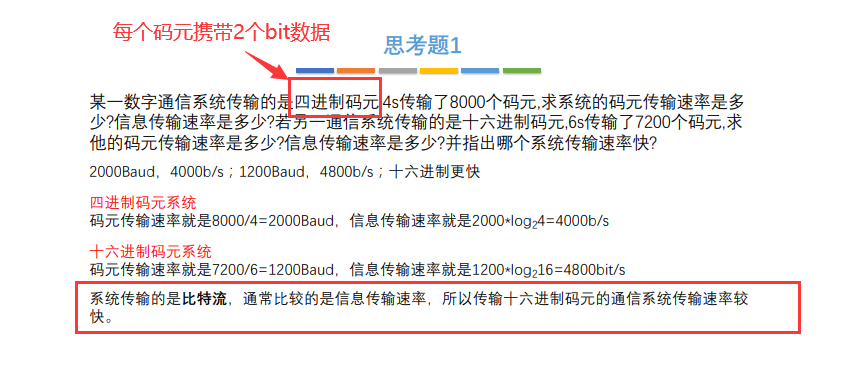 每个码元携带2个bit数据
思考题1
某一数字通信系统传输的是四进制码元,4s传输了8000个码元,求系统的码元传输速率是多
少?信息传输速率是多少?若另一通信系统传输的是十六进制码元,6s传输了7200个码元,求
他的码元传输速率是多少?信息传输速率是多少?并指出哪个系统传输速率快?
2000Baud，4000b/s；1200Baud，4800b/s；十六进制更快
四进制码元系统
码元传输速率就是8000/4=2000Baud，信息传输速率就是2000*log₂4=4000b/s
十六进制码元系统
码元传输速率就是7200/6=1200Baud，信息传输速率就是1200*log₂16=4800bit/s
系统传输的是比特流，通常比较的是信息传输速率，所以传输十六进制码元的通信系统传输速率较
快。